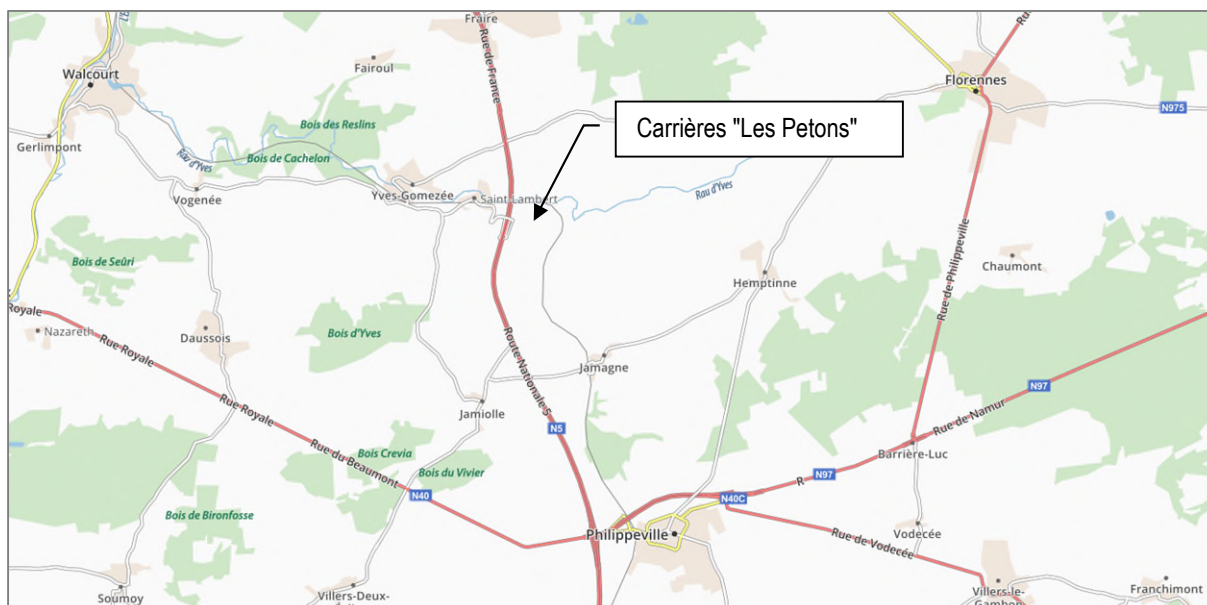 Fraire
Rue de France
Walcourt
Fairoul
Florennes
N975
Carrières "Les Petons"
Bois des Reslins
Gerlimpont
Bois de Cachelon
Rau d'Yves
Vogenée
Yves-Gomezée
Saint-Lambert
Rau d'Yves
Rue de Philippeville
Chaumont
Bois de Seûri
Hemptinne
Royale
Nazareth
Rue Royale
Daussois
Bois d'Yves
Route Nationale 5
Jamagne
N97
Rue Royale
Jamiolle
Rue de Namur
N5
Rue du Beaumont
Bois Crevia
Bois du Vivier
Barrière-Luc
N97
R
N40
N40C
Bois de Bironfosse
Philippeville
Rue de Vodecée
Vodecée
Soumoy
Villers-Deux-
Villers-le-
Gambon
Franchimont